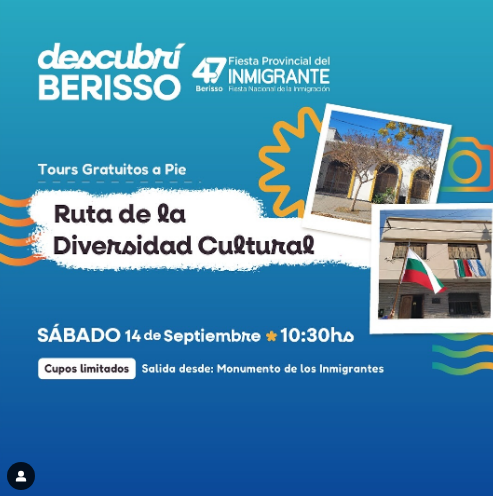 descubrí
BERISSO
47
Berisso
Fiesta Provincial del
INMIGRANTE
Fiesta Nacional de la Inmigración
Tours Gratuitos a Pie
Ruta de la
Diversidad Cultural
SÁBADO 14 de Septiembre * 10:30hs
Cupos limitados Salida desde: Monumento de los Inmigrantes